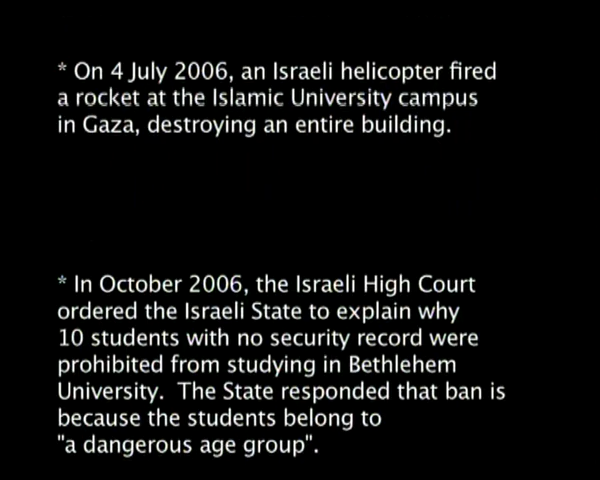 * On 4 July 2006, an Israeli helicopter fired
a rocket at the Islamic University campus
in Gaza, destroying an entire building.
* In October 2006, the Israeli High Court
ordered the Israeli State to explain why
10 students with no security record were
prohibited from studying in Bethlehem
University.  The State responded that ban is
because the students belong to
"a dangerous age group".